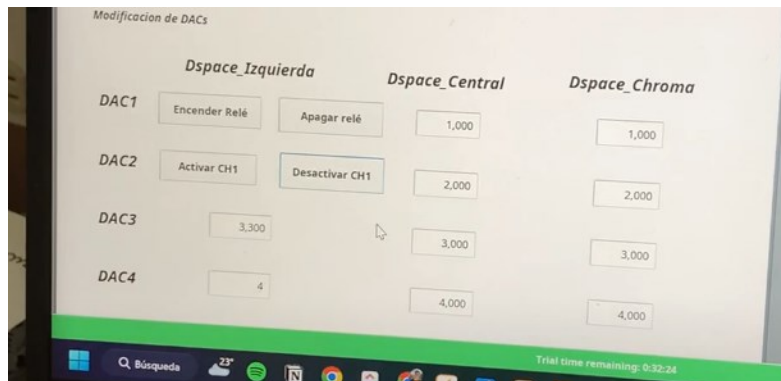 Modificacion de DACs
Dspace_Izquierda Dspace_Central Dspace_Chroma
DAC1 Encender Relé Apagar relé 1,000 1,000
DAC2 Activar CH1 Desactivar CH1 2,000 2,000
DAC3 3,300 3,000 3,000
DAC4 4 4,000 4,000
Trial time remaining: 0:32:24
Búsqueda 23° N